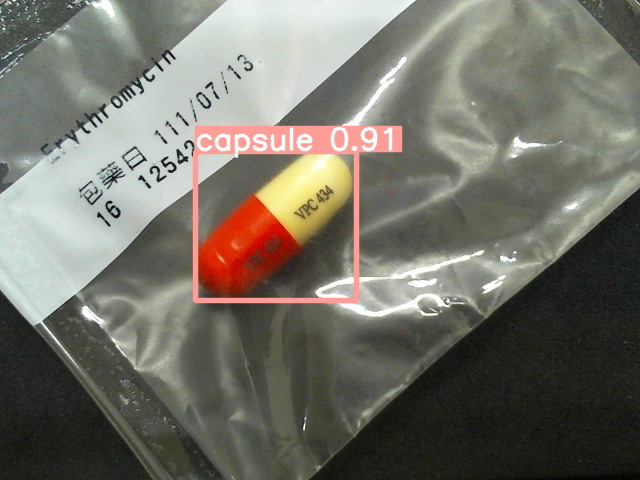 Erythromycin
包藥日 111/07/13
16 12542
capsule 0.91
VPC 434